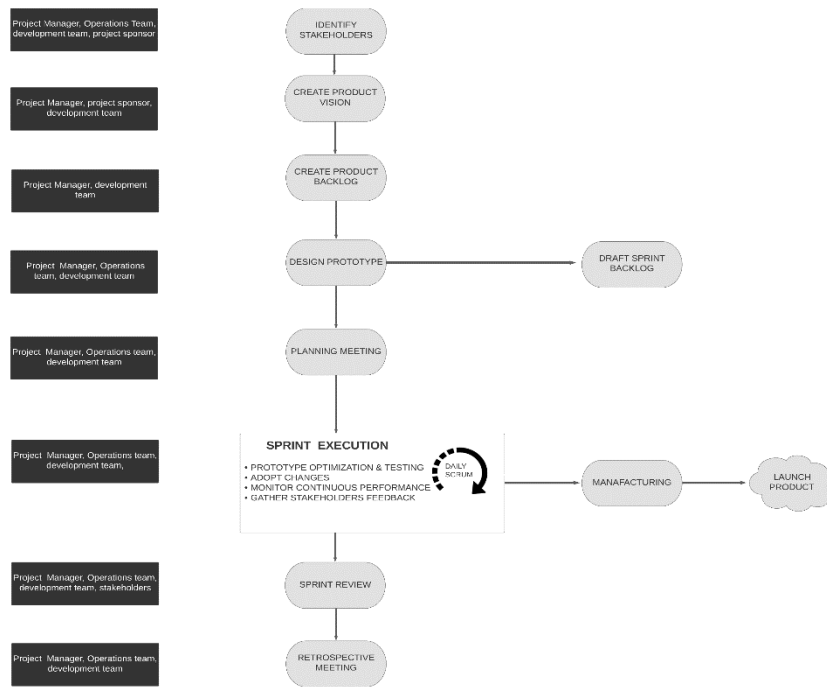 Project Manager, Operations Team,
development team, project sponsor
IDENTIFY
STAKEHOLDERS
Project Manager, project sponsor,
development team
CREATE PRODUCT
VISION
Project Manager, development
team
CREATE PRODUCT
BACKLOG
Project Manager, Operations
team, development team
DESIGN PROTOTYPE
DRAFT SPRINT
BACKLOG
Project Manager, Operations team,
development team
PLANNING MEETING
Project Manager, Operations team,
development team,
SPRINT EXECUTION
• PROTOTYPE OPTIMIZATION & TESTING
• ADOPT CHANGES
• MONITOR CONTINUOUS PERFORMANCE
• GATHER STAKEHOLDERS FEEDBACK
DAILY
SCRUM
MANAFACTURING
LAUNCH
PRODUCT
Project Manager, Operations team,
development team, stakeholders
SPRINT REVIEW
Project Manager, Operations team,
development team
RETROSPECTIVE
MEETING